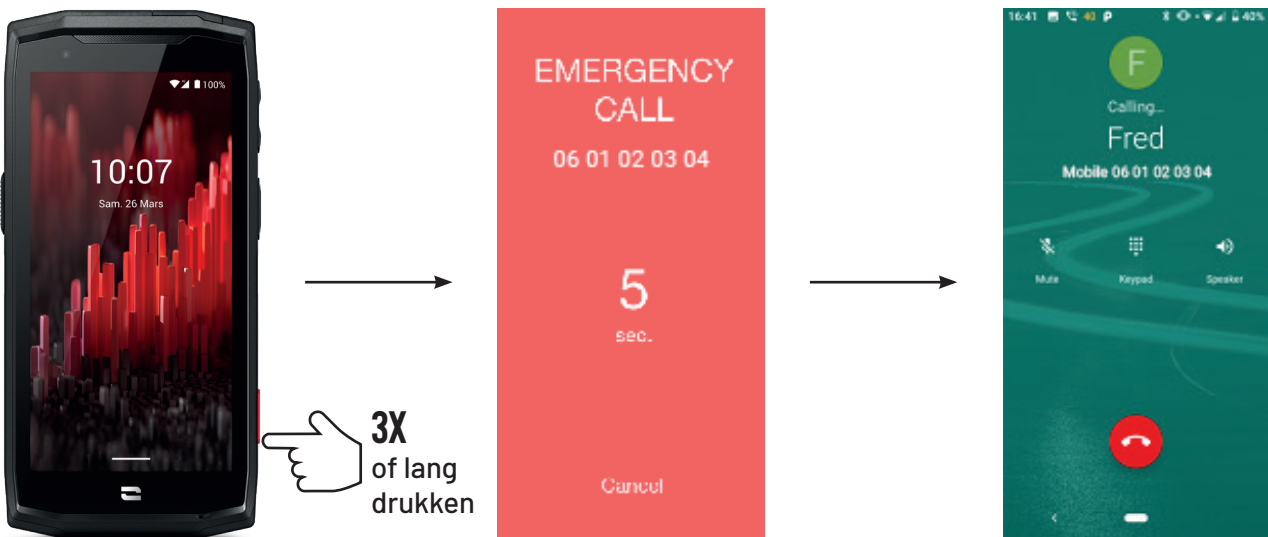 100%
10:07
Sam. 26 Mars
3X
of lang
drukken
EMERGENCY
CALL
06 01 02 03 04
5
sec.
Cancel
16:41 40 P 40%
F
Calling...
Fred
Mobile 06 01 02 03 04
Mute Keypad Speaker